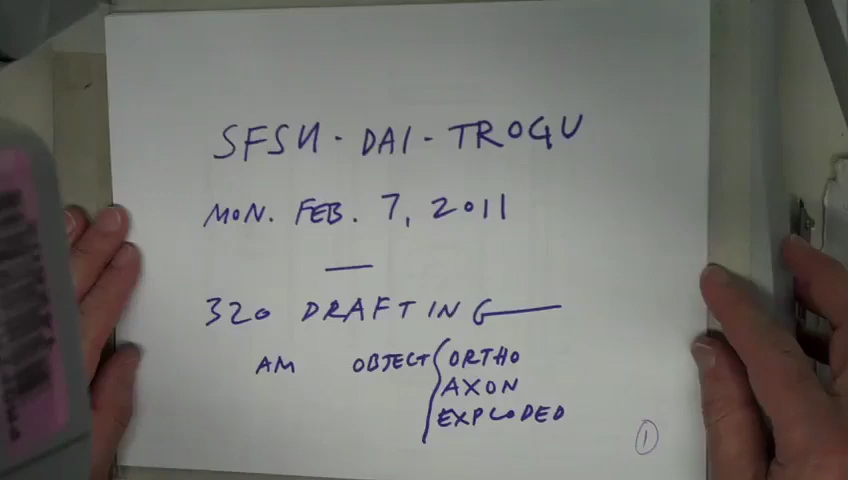 SFSU - DAI - TROGU
MON. FEB. 7, 2011
320 DRAFTING
AM OBJECT ORTHO
AXON
EXPLODED
1